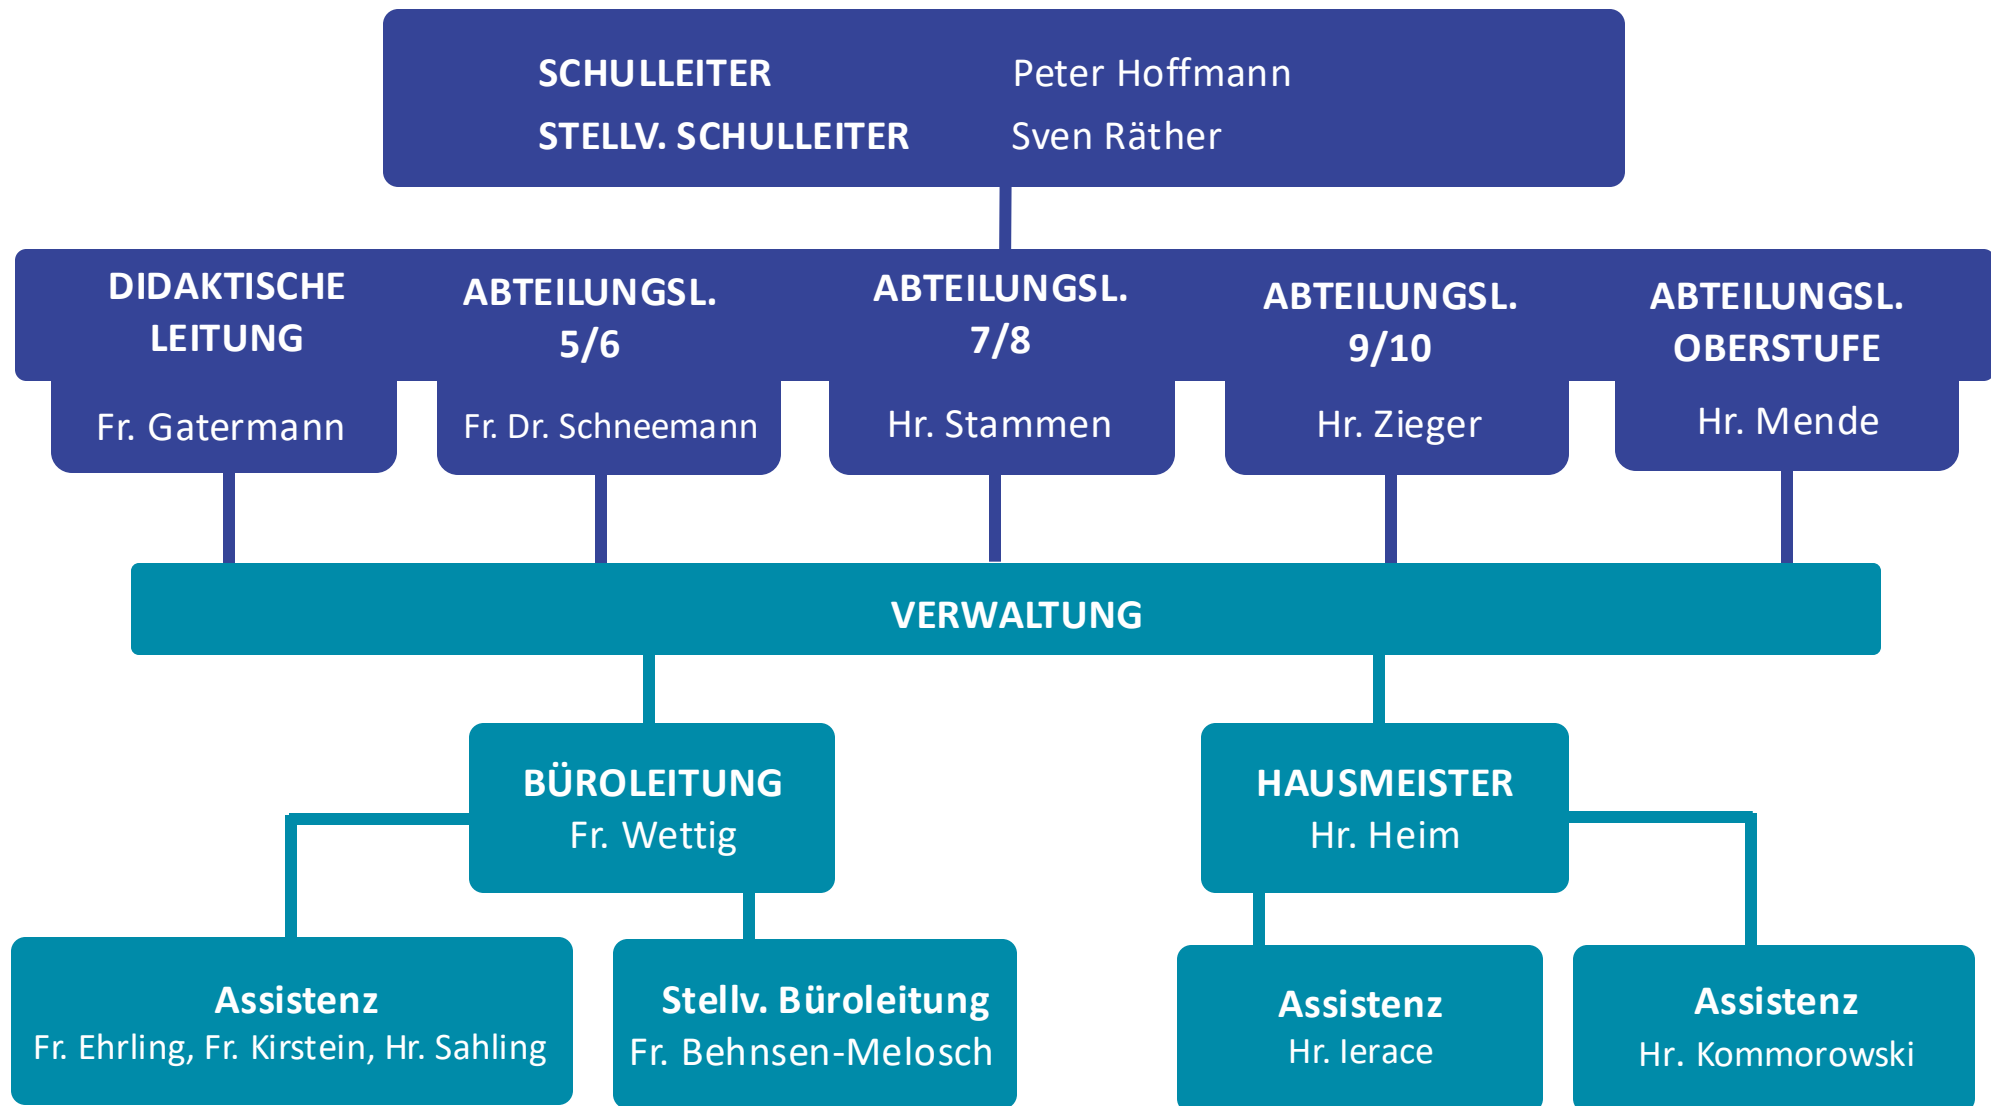 SCHULLEITER Peter Hoffmann
STELLV. SCHULLEITER Sven Räther
DIDAKTISCHE
LEITUNG
Fr. Gatermann
ABTEILUNGSL.
5/6
Fr. Dr. Schneemann
ABTEILUNGSL.
7/8
Hr. Stammen
ABTEILUNGSL.
9/10
Hr. Zieger
ABTEILUNGSL.
OBERSTUFE
Hr. Mende
VERWALTUNG
BÜROLEITUNG
Fr. Wettig
HAUSMEISTER
Hr. Heim
Assistenz
Fr. Ehrling, Fr. Kirstein, Hr. Sahling
Stellv. Büroleitung
Fr. Behnsen-Melosch
Assistenz
Hr. Ierace
Assistenz
Hr. Kommorowski